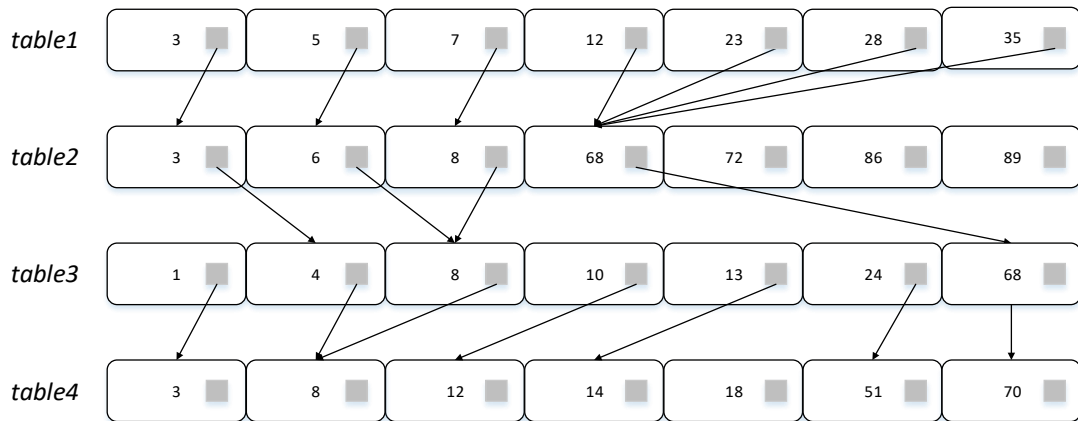 table1 3 5 7 12 23 28 35
table2 3 6 8 68 72 86 89
table3 1 4 8 10 13 24 68
table4 3 8 12 14 18 51 70